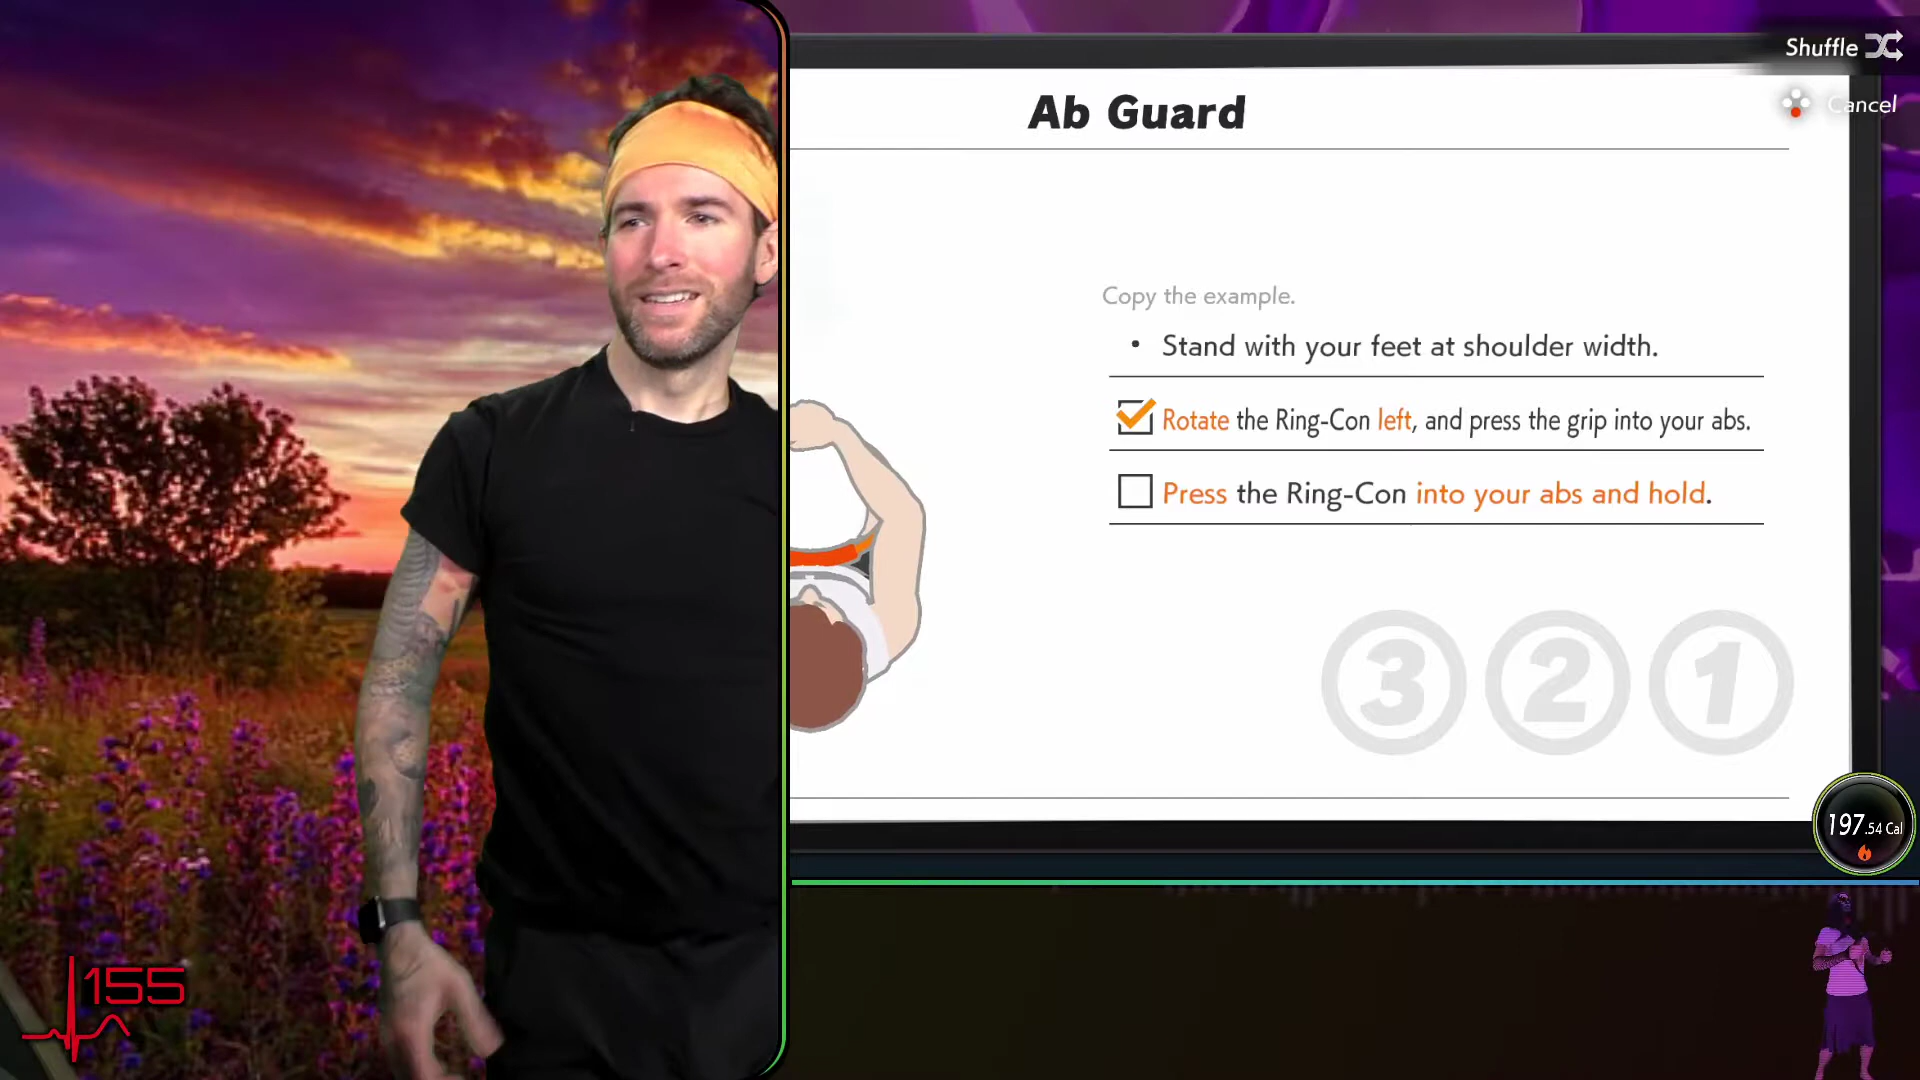 Shuffle
Cancel
Ab Guard
Copy the example.
• Stand with your feet at shoulder width.
Rotate the Ring-Con left, and press the grip into your abs.
Press the Ring-Con into your abs and hold.
3 2 1
197.54 Cal
155